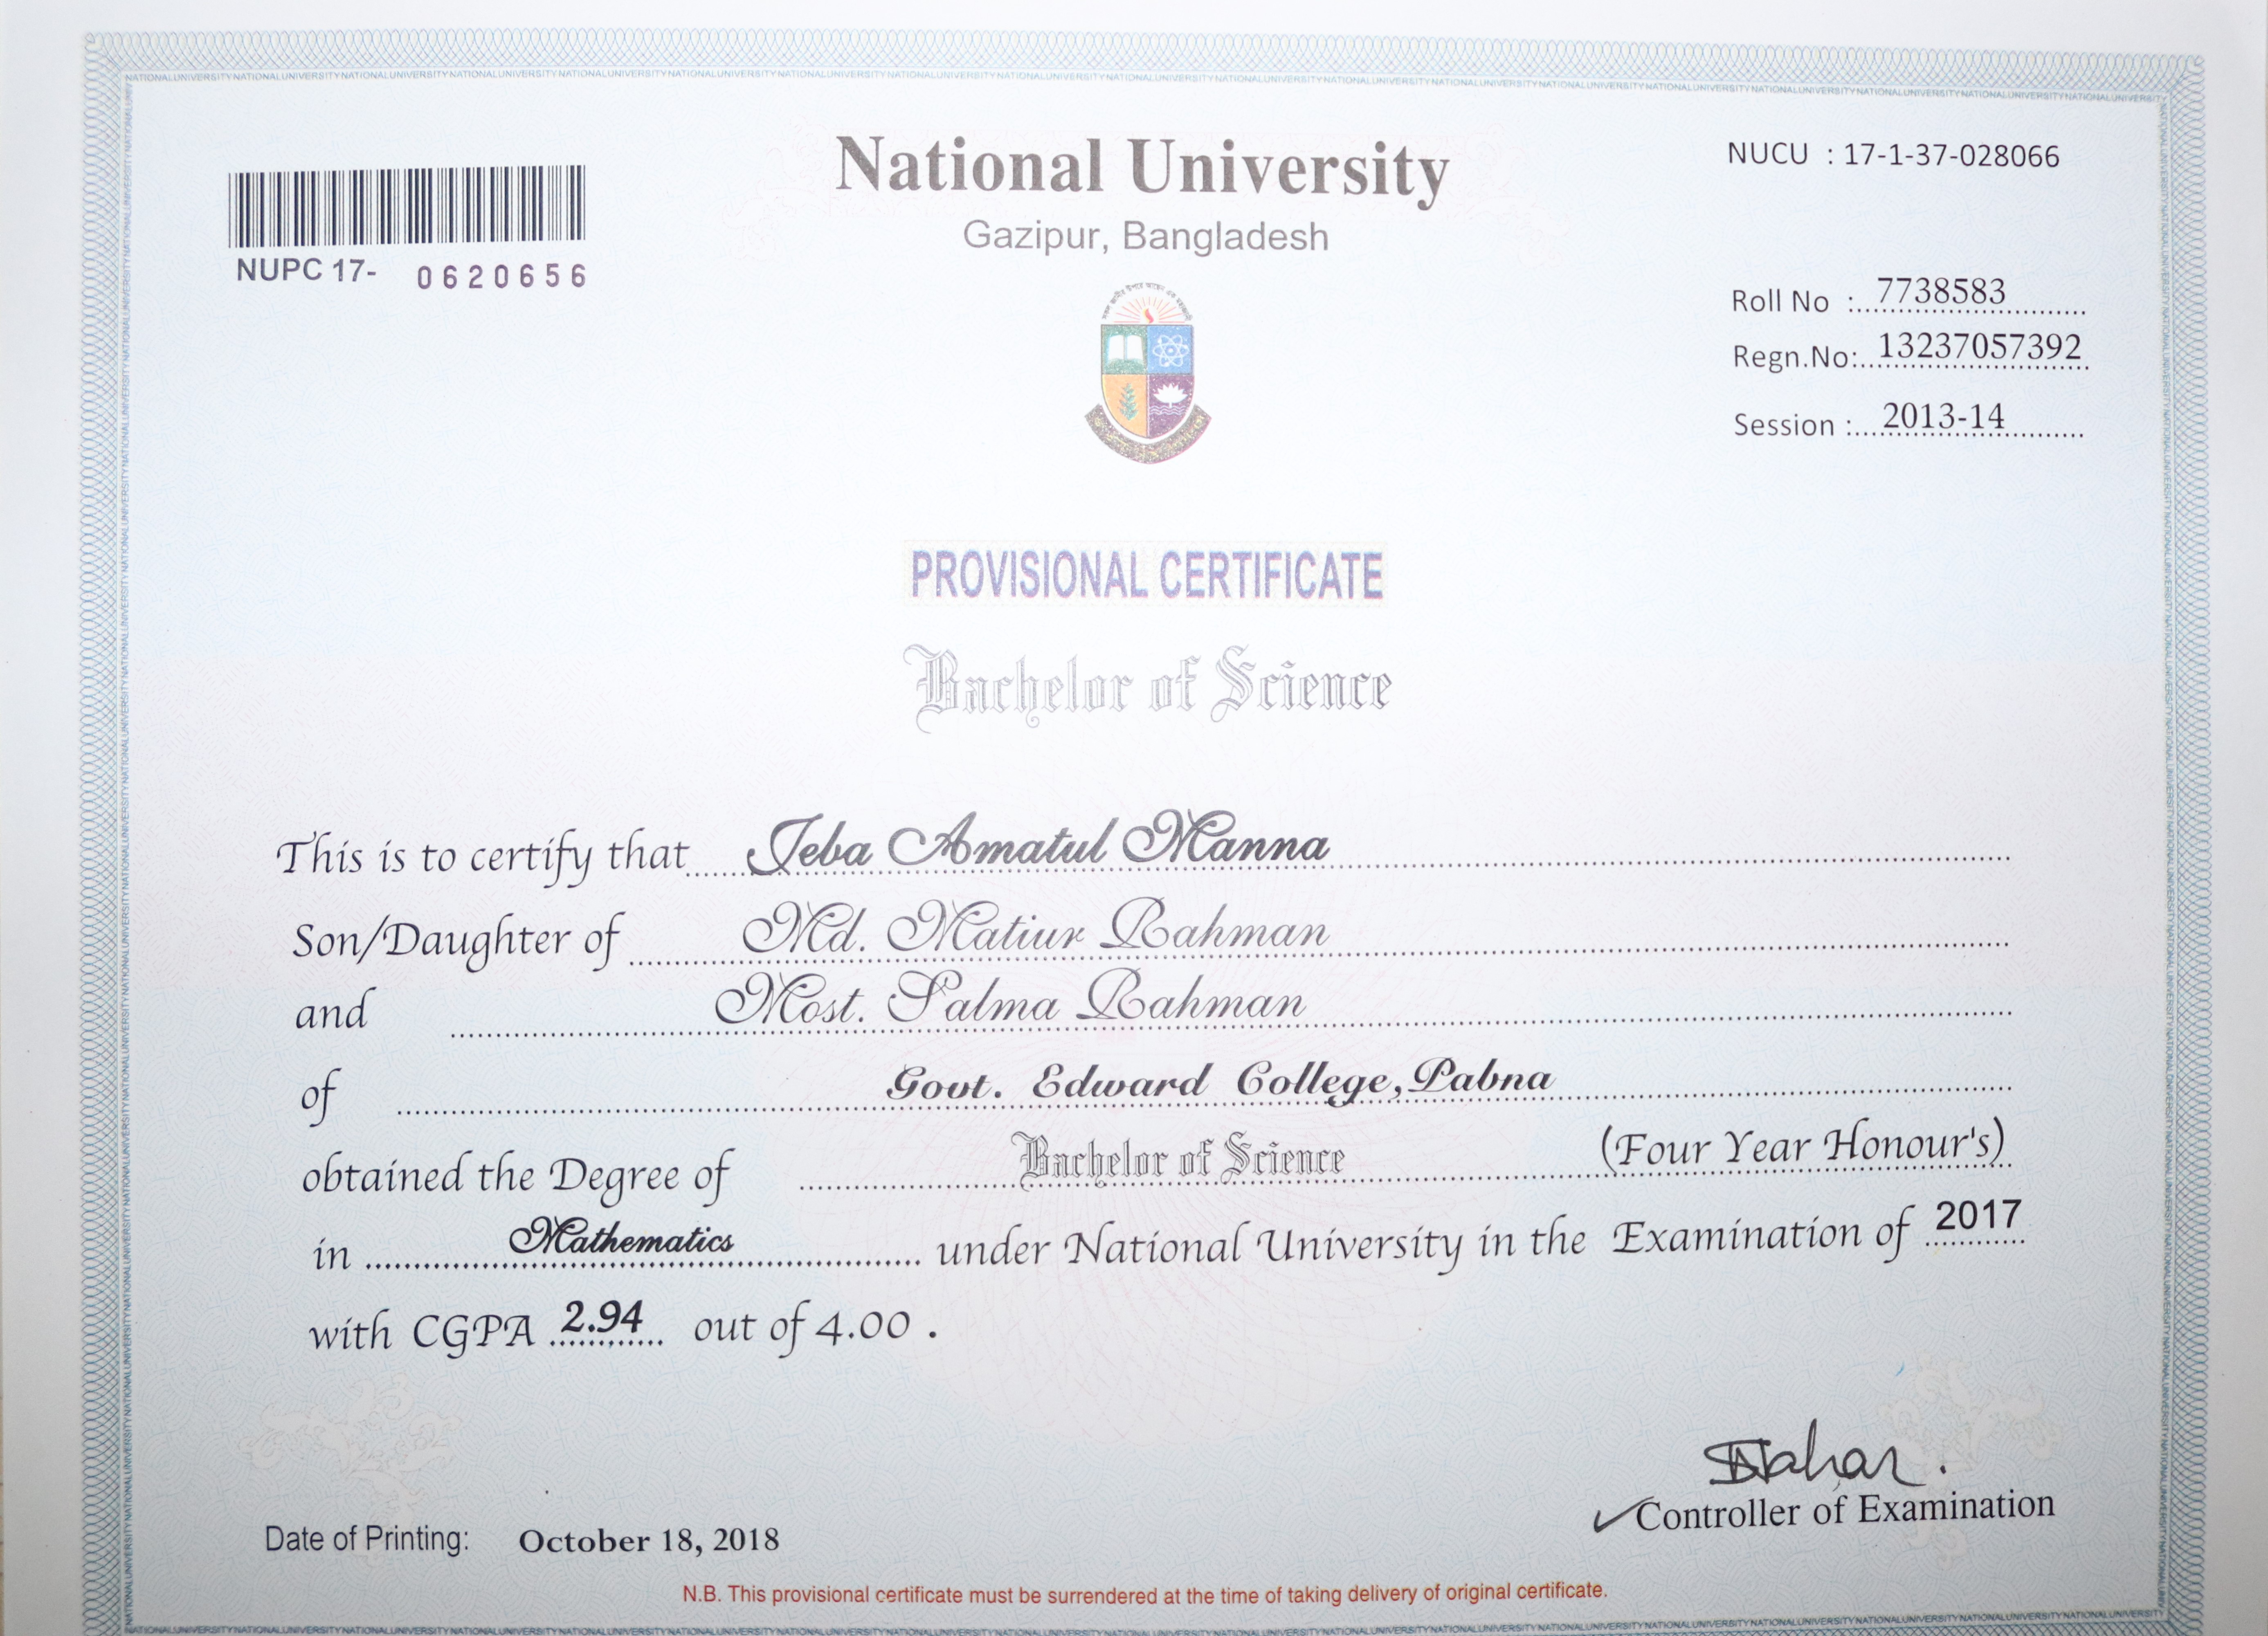 National University
Gazipur, Bangladesh
NUCU : 17-1-37-028066
NUPC 17- 0620656
Roll No : 7738583
Regn.No: 13237057392
Session : 2013-14
PROVISIONAL CERTIFICATE
Bachelor of Science
This is to certify that Jeba Amatul Manna
Son/Daughter of Md. Matiur Rahman
and Most. Salma Rahman
of Govt. Edward College,Pabna
obtained the Degree of Bachelor of Science (Four Year Honour's)
in Mathematics under National University in the Examination of 2017
with CGPA 2.94 out of 4.00 .
Nahar.
Controller of Examination
Date of Printing: October 18, 2018
N.B. This provisional certificate must be surrendered at the time of taking delivery of original certificate.